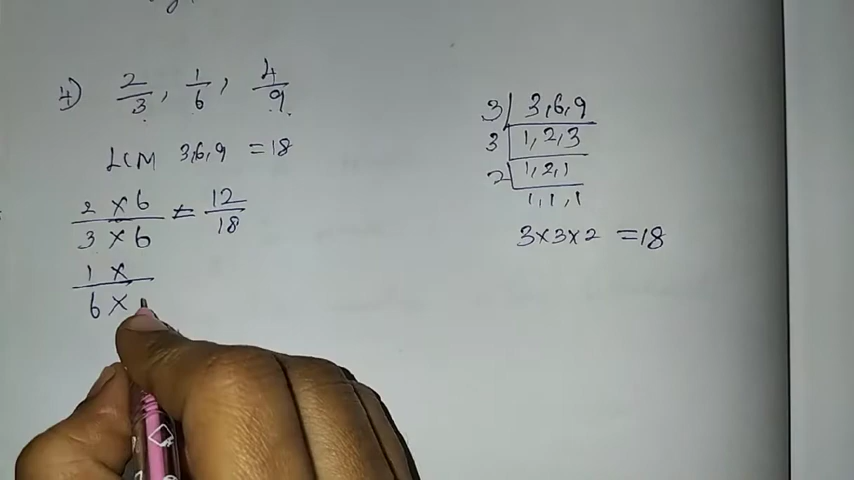 4) 2/3, 1/6, 4/9
LCM 3,6,9 = 18
2 × 6 / 3 × 6 = 12/18
1 × / 6 ×
3 | 3,6,9
3 | 1,2,3
2 | 1,2,1
1,1,1
3×3×2 = 18